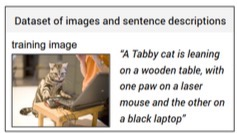 Dataset of images and sentence descriptions
training image
“A Tabby cat is leaning
on a wooden table, with
one paw on a laser
mouse and the other on
a black laptop”